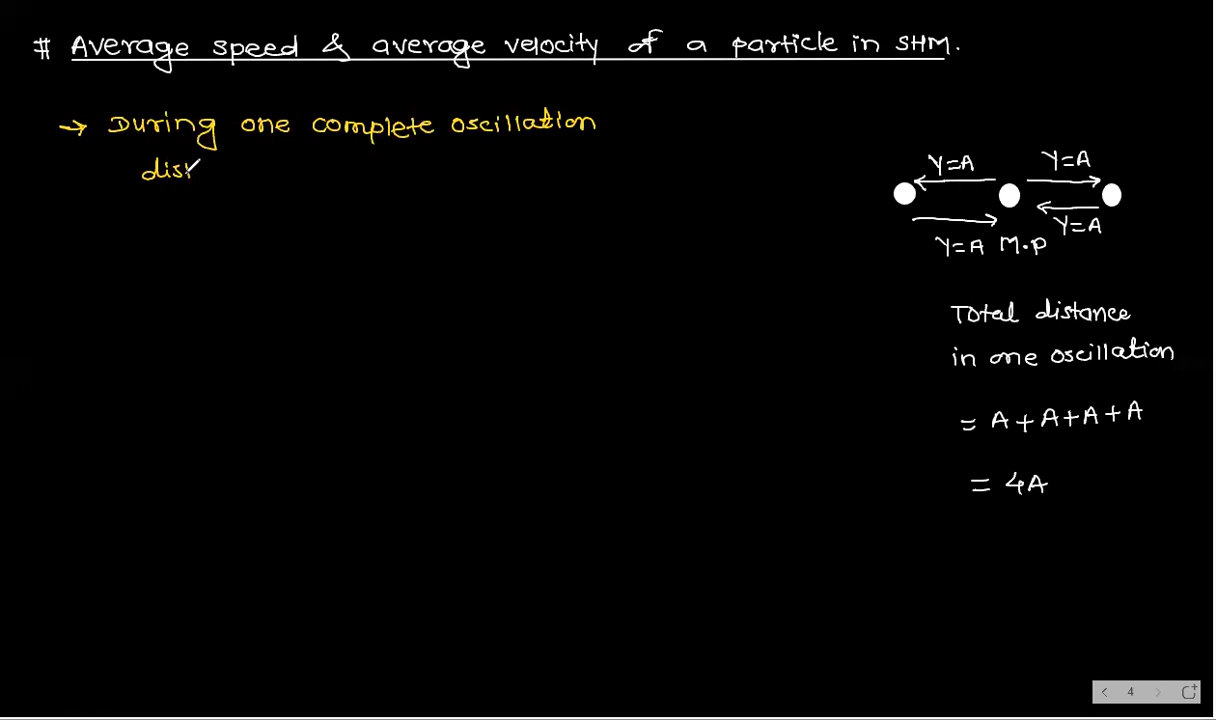 # Average speed & average velocity of a particle in SHM.
→ During one complete oscillation
Y=A Y=A
Y=A
Y=A M.P
Total distance
in one oscillation
= A+A+A+A
= 4A
4